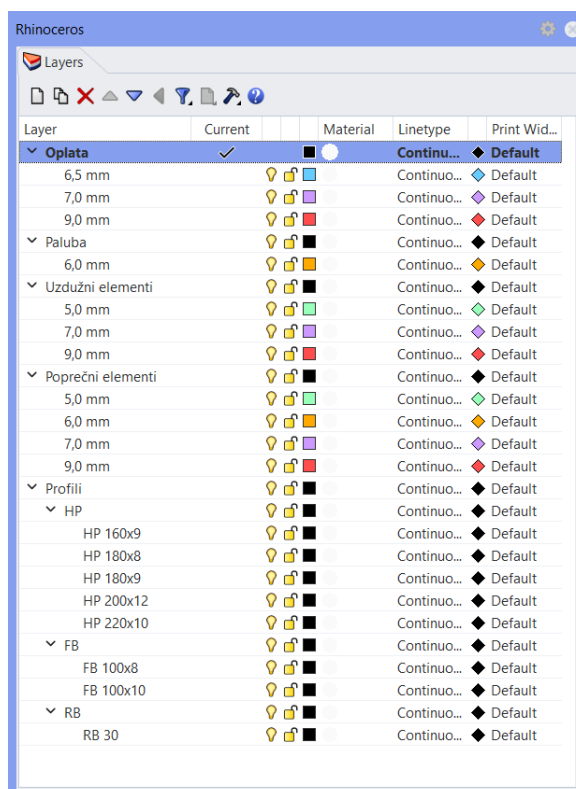 Rhinoceros
Layers
Layer Current Material Linetype Print Wid...
Oplata Continu... Default
6,5 mm Continuo... Default
7,0 mm Continuo... Default
9,0 mm Continuo... Default
Paluba Continuo... Default
6,0 mm Continuo... Default
Uzdužni elementi Continuo... Default
5,0 mm Continuo... Default
7,0 mm Continuo... Default
9,0 mm Continuo... Default
Poprečni elementi Continuo... Default
5,0 mm Continuo... Default
6,0 mm Continuo... Default
7,0 mm Continuo... Default
9,0 mm Continuo... Default
Profili Continuo... Default
HP Continuo... Default
HP 160x9 Continuo... Default
HP 180x8 Continuo... Default
HP 180x9 Continuo... Default
HP 200x12 Continuo... Default
HP 220x10 Continuo... Default
FB Continuo... Default
FB 100x8 Continuo... Default
FB 100x10 Continuo... Default
RB Continuo... Default
RB 30 Continuo... Default